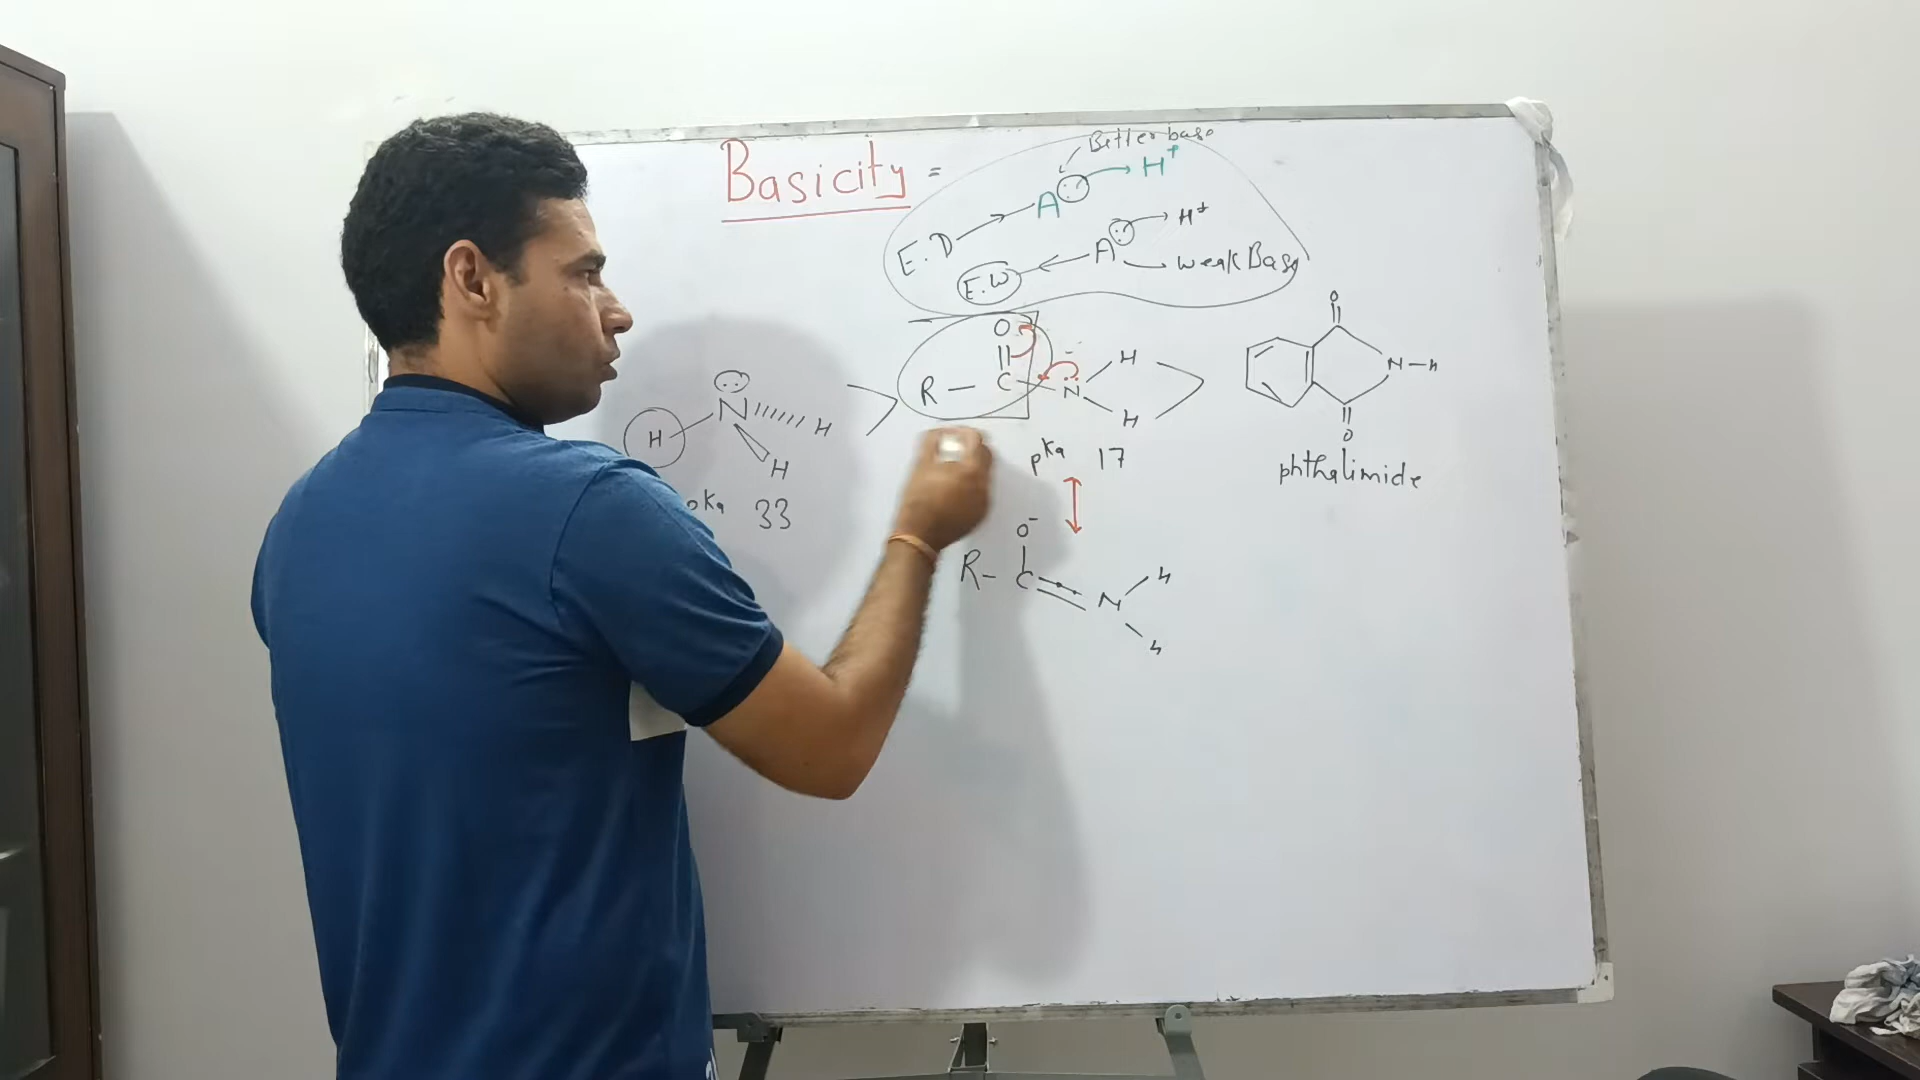 Basicity =
Better base
A : H+
E.D
A : H+
E.W
weak Base
O
R - C - N H
H
H N H
H
pKa 33
pKa 17
O
N-H
O
phthalimide
O-
R- C = N H
H